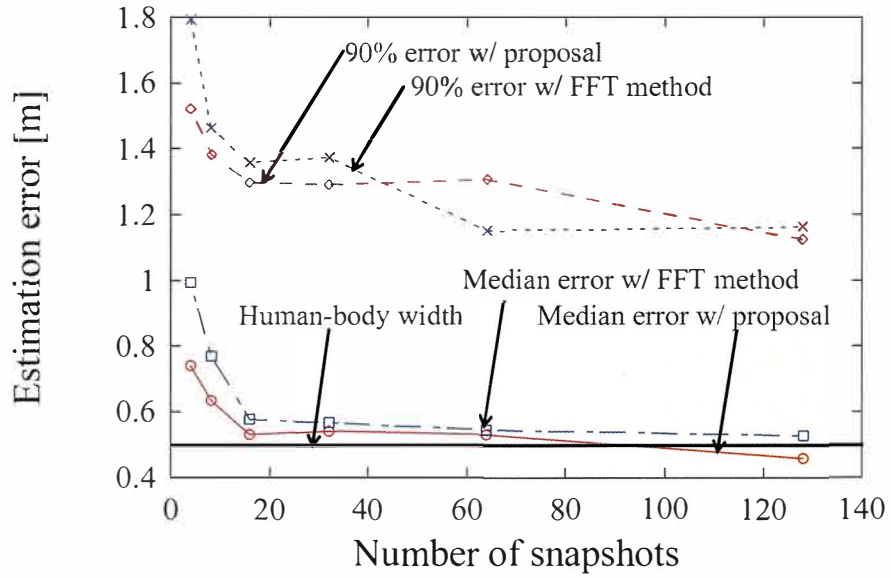 1.8
1.6
1.4
1.2
1
0.8
0.6
0.4
Estimation error [m]
90% error w/ proposal
90% error w/ FFT method
Median error w/ FFT method
Human-body width
Median error w/ proposal
0 20 40 60 80 100 120 140
Number of snapshots